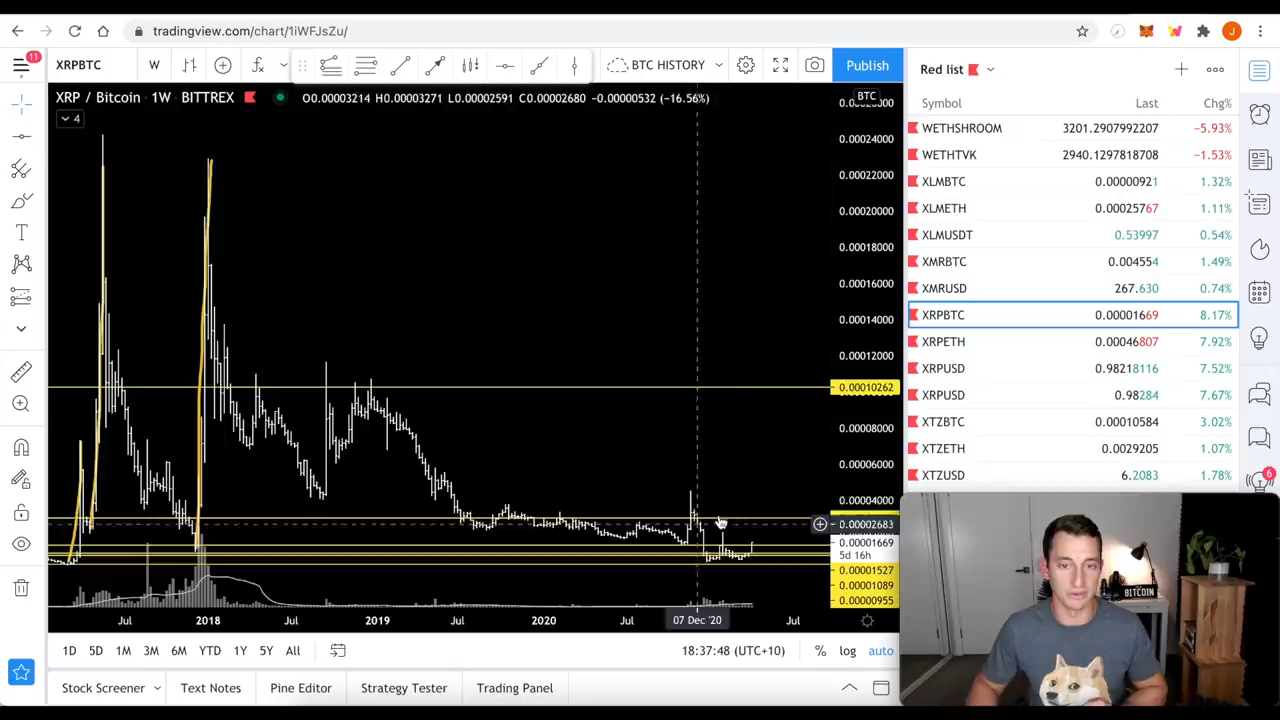 tradingview.com/chart/1iWFJsZu/
J
11
XRPBTC
W
BTC HISTORY
Publish
Red list
XRP / Bitcoin · 1W · BITTREX
O0.00003214 H0.00003271 L0.00002591 C0.00002680 −0.00000532 (−16.56%)
BTC
4
Symbol Last Chg%
WETHSHROOM 3201.2907992207 −5.93%
WETHTVK 2940.1297818708 −1.53%
XLMBTC 0.00000921 1.32%
XLMETH 0.00025767 1.11%
XLMUSDT 0.53997 0.54%
XMRBTC 0.004554 1.49%
XMRUSD 267.630 0.74%
XRPBTC 0.00001669 8.17%
XRPETH 0.00046807 7.92%
XRPUSD 0.98218116 7.52%
XRPUSD 0.98284 7.67%
XTZBTC 0.00010584 3.02%
XTZETH 0.0029205 1.07%
XTZUSD 6.2083 1.78%
6
0.00024000
0.00022000
0.00020000
0.00018000
0.00016000
0.00014000
0.00012000
0.00010262
0.00008000
0.00006000
0.00004000
0.00002683
0.00001669
5d 16h
0.00001527
0.00001089
0.00000955
Jul 2018 Jul 2019 Jul 2020 Jul 07 Dec '20 Jul
1D 5D 1M 3M 6M YTD 1Y 5Y All
18:37:48 (UTC+10) % log auto
Stock Screener Text Notes Pine Editor Strategy Tester Trading Panel
BITCOIN